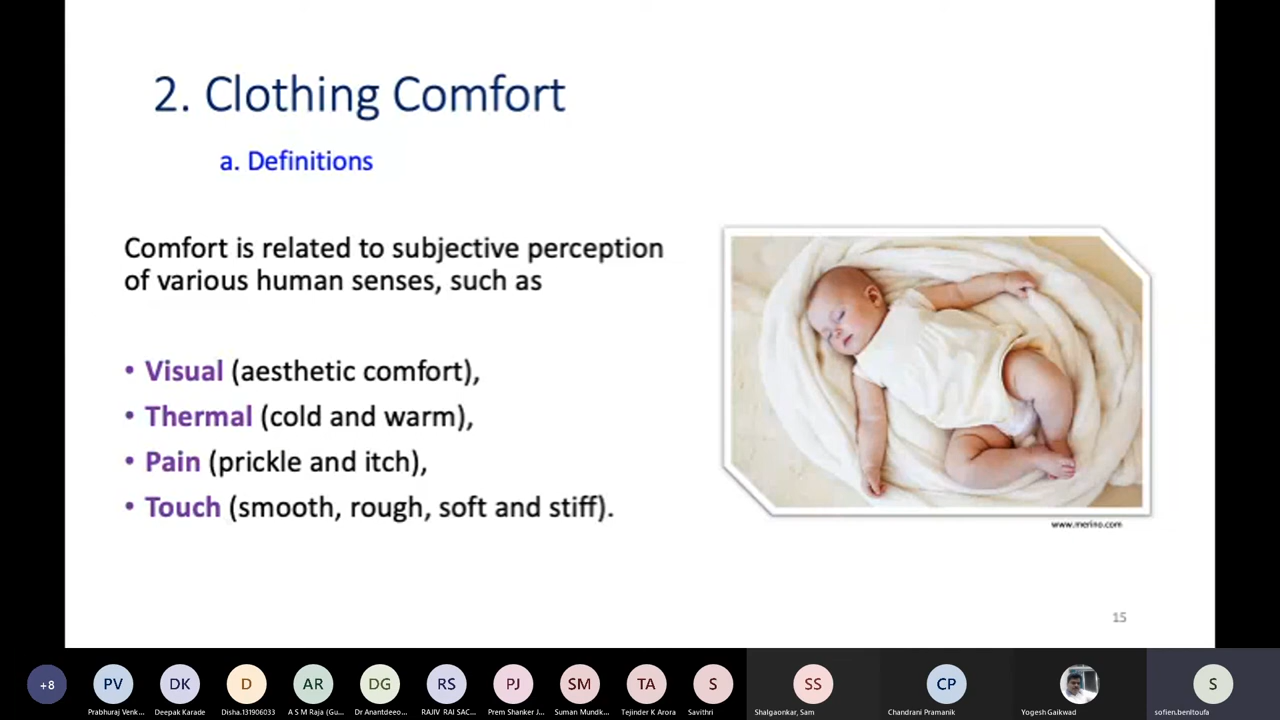 2. Clothing Comfort
a. Definitions
Comfort is related to subjective perception
of various human senses, such as
• Visual (aesthetic comfort),
• Thermal (cold and warm),
• Pain (prickle and itch),
• Touch (smooth, rough, soft and stiff).
www.merino.com
15
+8
PV
DK
D
AR
DG
RS
PJ
SM
TA
S
SS
CP
S
Prabhuraj Venk...
Deepak Karade
Disha.131906033
A S M Raja (Gu...
Dr Anantdeeo...
RAJIV RAI SAC...
Prem Shanker J...
Suman Mundk...
Tejinder K Arora
Savithri
Shalgaonkar, Sam
Chandrani Pramanik
Yogesh Gaikwad
sofien.benltoufa